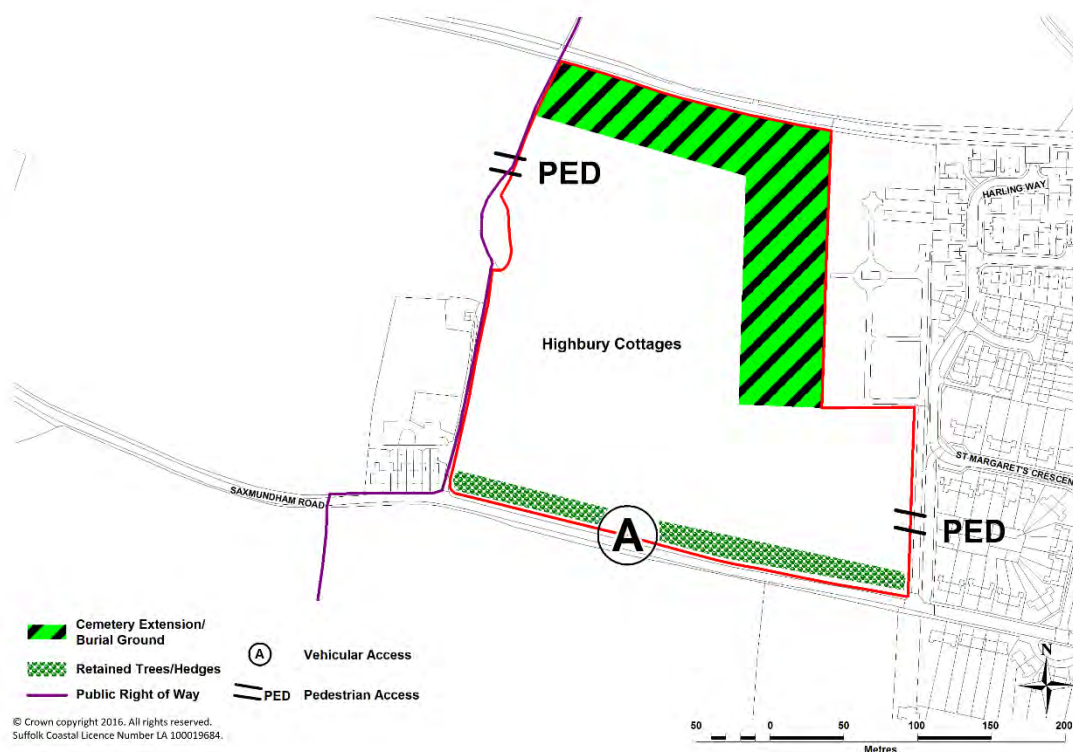 PED
HARLING WAY
Highbury Cottages
ST MARGARET'S CRESCEN
SAXMUNDHAM ROAD
A
PED
Cemetery Extension/
Burial Ground
Retained Trees/Hedges
Public Right of Way
A Vehicular Access
PED Pedestrian Access
N
© Crown copyright 2016. All rights reserved.
Suffolk Coastal Licence Number LA 100019684.
50 0 50 100 150 200
Metres